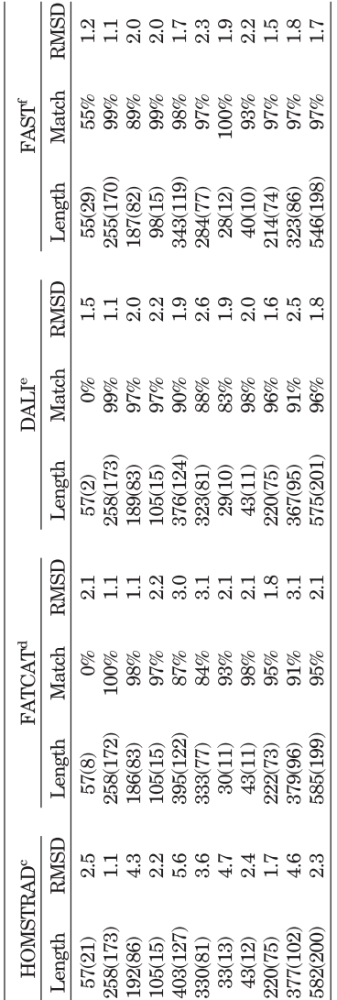 HOMSTRADᶜ FATCATᵈ DALIᵉ FASTᶠ
Length RMSD Length Match RMSD Length Match RMSD Length Match RMSD
57(21) 2.5 57(8) 0% 2.1 57(2) 0% 1.5 55(29) 55% 1.2
258(173) 1.1 258(172) 100% 1.1 258(173) 99% 1.1 255(170) 99% 1.1
192(86) 4.3 186(83) 98% 1.1 189(83) 97% 2.0 187(82) 89% 2.0
105(15) 2.2 105(15) 97% 2.2 105(15) 97% 2.2 98(15) 99% 2.0
403(127) 5.6 395(122) 87% 3.0 376(124) 90% 1.9 343(119) 98% 1.7
330(81) 3.6 333(77) 84% 3.1 323(81) 88% 2.6 284(77) 97% 2.3
33(13) 4.7 30(11) 93% 2.1 29(10) 83% 1.9 28(12) 100% 1.9
43(12) 2.4 43(11) 98% 2.1 43(11) 98% 2.0 40(10) 93% 2.2
220(75) 1.7 222(73) 95% 1.8 220(75) 96% 1.6 214(74) 97% 1.5
377(102) 4.6 379(96) 91% 3.1 367(95) 91% 2.5 323(86) 97% 1.8
582(200) 2.3 585(199) 95% 2.1 575(201) 96% 1.8 546(198) 97% 1.7